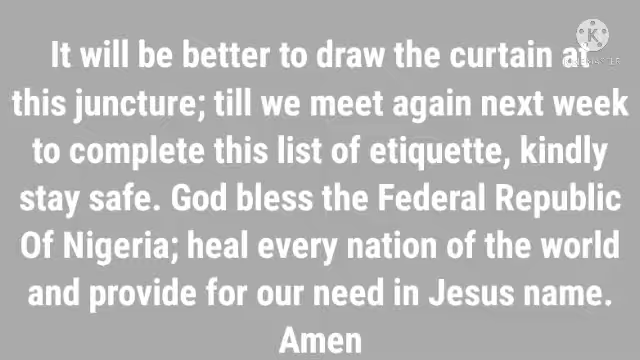 It will be better to draw the curtain at
this juncture; till we meet again next week
to complete this list of etiquette, kindly
stay safe. God bless the Federal Republic
Of Nigeria; heal every nation of the world
and provide for our need in Jesus name.
Amen
K
KINEMASTER